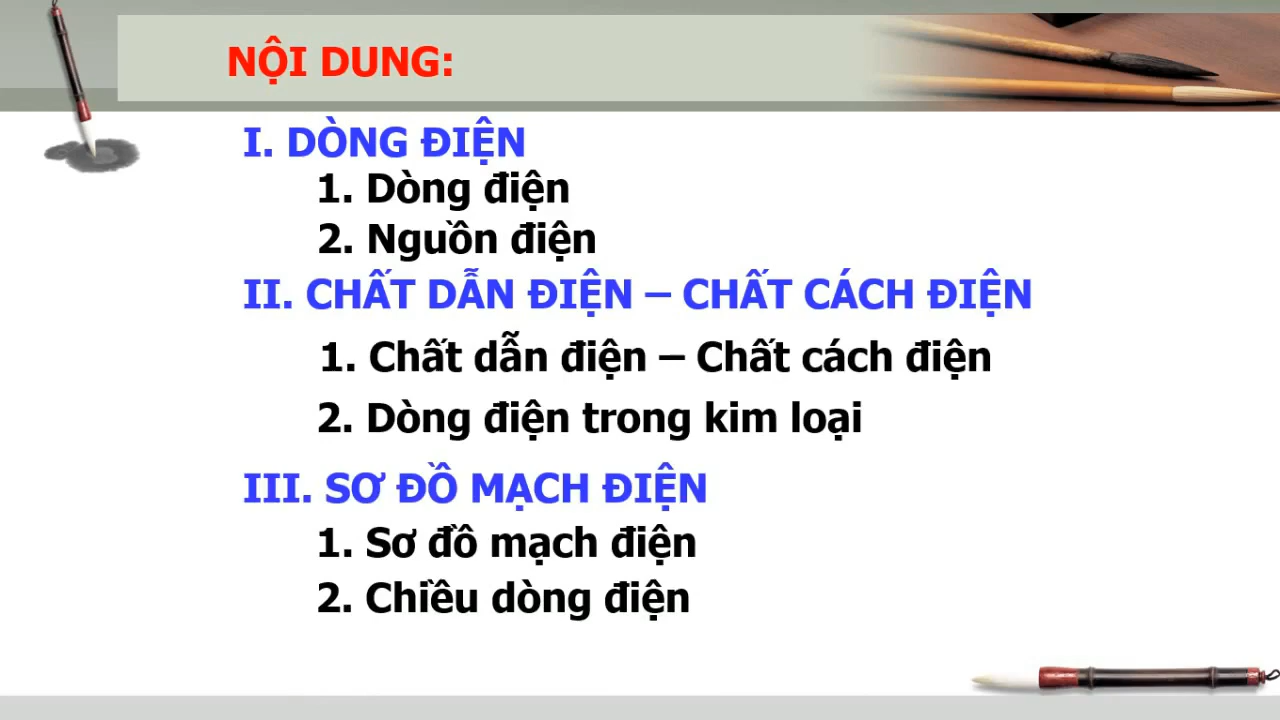 NỘI DUNG:
I. DÒNG ĐIỆN
1. Dòng điện
2. Nguồn điện
II. CHẤT DẪN ĐIỆN – CHẤT CÁCH ĐIỆN
1. Chất dẫn điện – Chất cách điện
2. Dòng điện trong kim loại
III. SƠ ĐỒ MẠCH ĐIỆN
1. Sơ đồ mạch điện
2. Chiều dòng điện